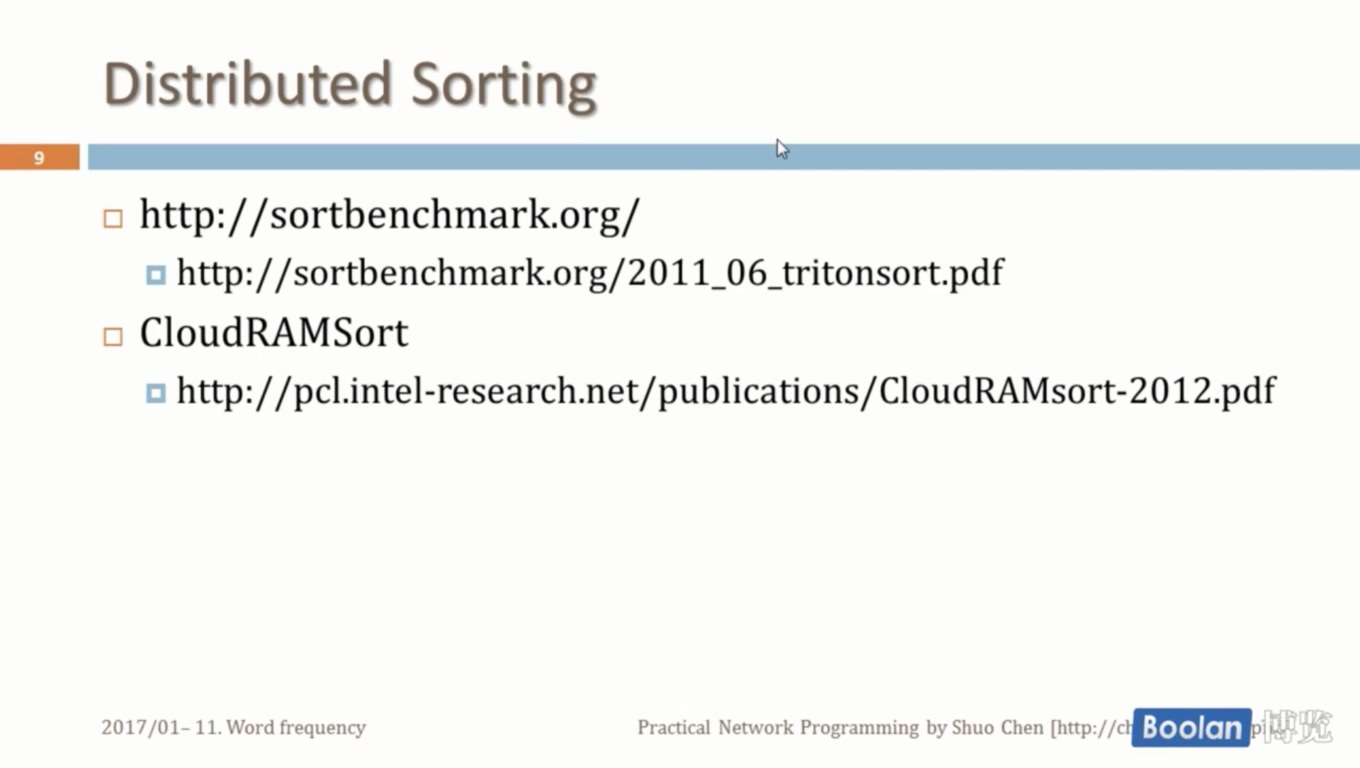 Distributed Sorting
9
http://sortbenchmark.org/
http://sortbenchmark.org/2011_06_tritonsort.pdf
CloudRAMSort
http://pcl.intel-research.net/publications/CloudRAMsort-2012.pdf
2017/01– 11. Word frequency
Practical Network Programming by Shuo Chen [http://ch
Boolan 博览